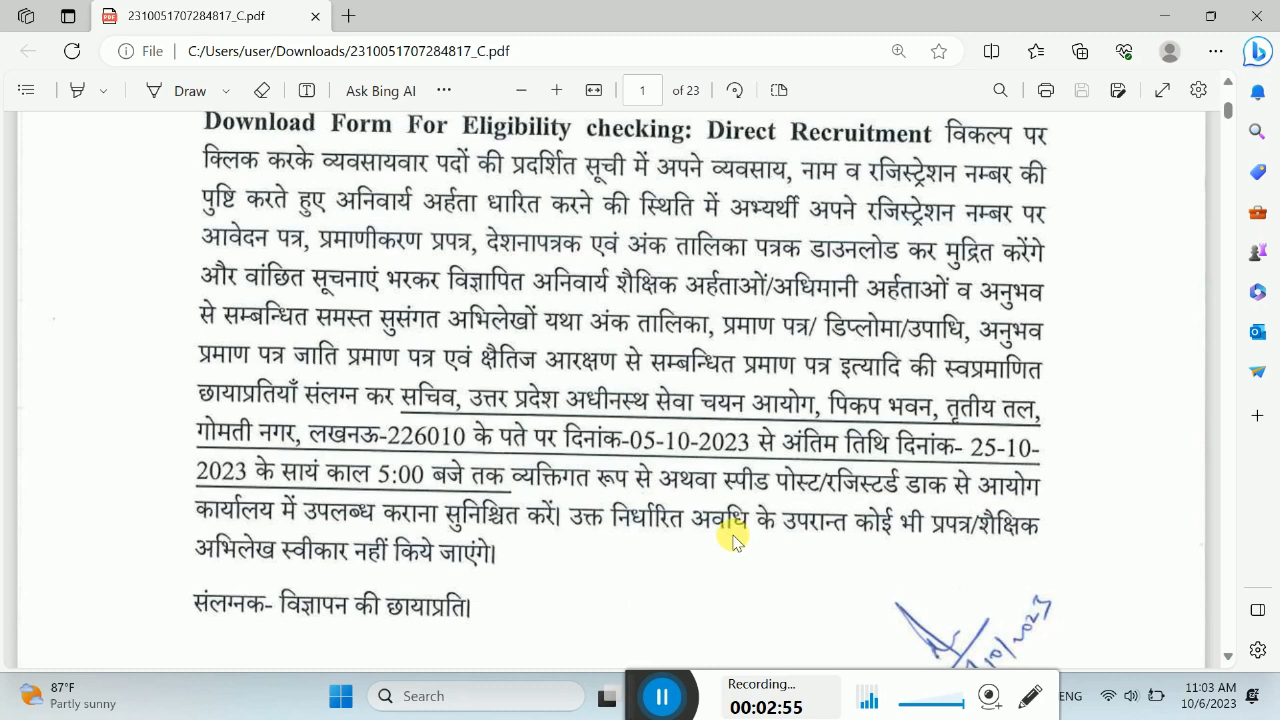 2310051707284817_C.pdf
File
C:/Users/user/Downloads/2310051707284817_C.pdf
Draw
Ask Bing AI
1
of 23
Download Form For Eligibility checking: Direct Recruitment विकल्प पर
क्लिक करके व्यवसायवार पदों की प्रदर्शित सूची में अपने व्यवसाय, नाम व रजिस्ट्रेशन नम्बर की
पुष्टि करते हुए अनिवार्य अर्हता धारित करने की स्थिति में अभ्यर्थी अपने रजिस्ट्रेशन नम्बर पर
आवेदन पत्र, प्रमाणीकरण प्रपत्र, देशनापत्रक एवं अंक तालिका पत्रक डाउनलोड कर मुद्रित करेंगे
और वांछित सूचनाएं भरकर विज्ञापित अनिवार्य शैक्षिक अर्हताओं/अधिमानी अर्हताओं व अनुभव
से सम्बन्धित समस्त सुसंगत अभिलेखों यथा अंक तालिका, प्रमाण पत्र/ डिप्लोमा/उपाधि, अनुभव
प्रमाण पत्र जाति प्रमाण पत्र एवं क्षैतिज आरक्षण से सम्बन्धित प्रमाण पत्र इत्यादि की स्वप्रमाणित
छायाप्रतियाँ संलग्न कर सचिव, उत्तर प्रदेश अधीनस्थ सेवा चयन आयोग, पिकप भवन, तृतीय तल,
गोमती नगर, लखनऊ-226010 के पते पर दिनांक-05-10-2023 से अंतिम तिथि दिनांक- 25-10-
2023 के सायं काल 5:00 बजे तक व्यक्तिगत रूप से अथवा स्पीड पोस्ट/रजिस्टर्ड डाक से आयोग
कार्यालय में उपलब्ध कराना सुनिश्चित करें। उक्त निर्धारित अवधि के उपरान्त कोई भी प्रपत्र/शैक्षिक
अभिलेख स्वीकार नहीं किये जाएंगे।
संलग्नक- विज्ञापन की छायाप्रति।
87°F
Partly sunny
Search
Recording...
00:02:55
ENG
11:03 AM
10/6/2023